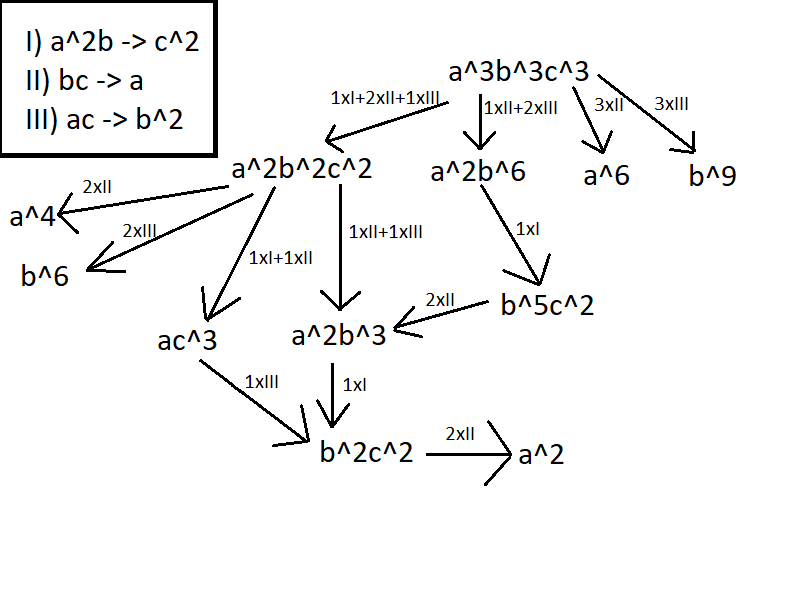 I) a^2b -> c^2
II) bc -> a
III) ac -> b^2
a^3b^3c^3
1xI+2xII+1xIII
1xII+2xIII
3xII
3xIII
a^2b^2c^2
a^2b^6
a^6
b^9
2xII
a^4
2xIII
b^6
1xI+1xII
1xII+1xIII
1xI
b^5c^2
2xII
ac^3
a^2b^3
1xIII
1xI
b^2c^2
2xII
a^2